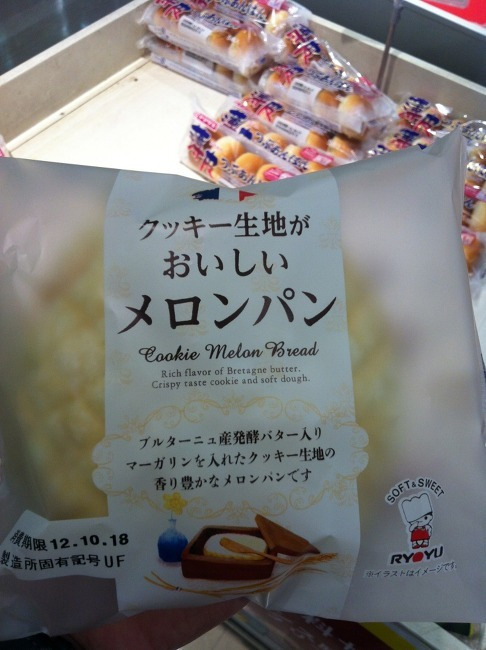 クッキー生地が
おいしい
メロンパン
Cookie Melon Bread
Rich flavor of Bretagne butter.
Crispy taste cookie and soft dough.
ブルターニュ産発酵バター入り
マーガリンを入れたクッキー生地の
香り豊かなメロンパンです
SOFT & SWEET
RYOYU
※イラストはイメージです。
消費期限 12.10.18
製造所固有記号 UF